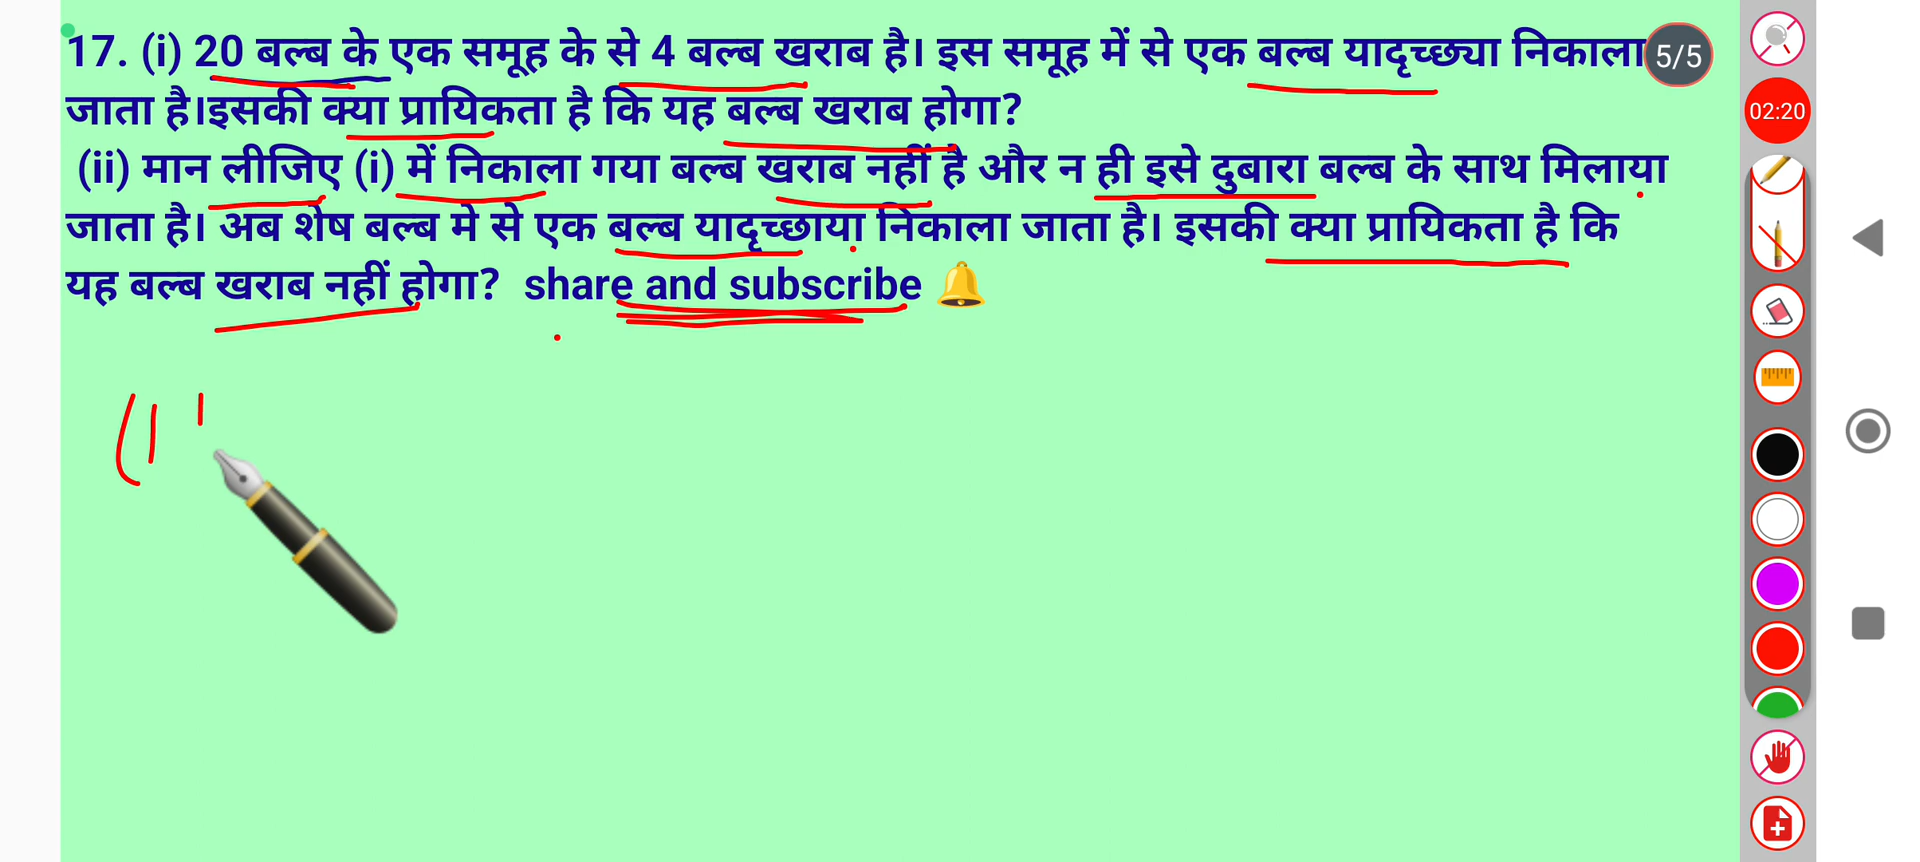 17. (i) 20 बल्ब के एक समूह के से 4 बल्ब खराब है। इस समूह में से एक बल्ब यादृच्छ्या निकाला
5/5
जाता है।इसकी क्या प्रायिकता है कि यह बल्ब खराब होगा?
02:20
(ii) मान लीजिए (i) में निकाला गया बल्ब खराब नहीं है और न ही इसे दुबारा बल्ब के साथ मिलाया
जाता है। अब शेष बल्ब मे से एक बल्ब यादृच्छाया निकाला जाता है। इसकी क्या प्रायिकता है कि
यह बल्ब खराब नहीं होगा? share and subscribe 🔔